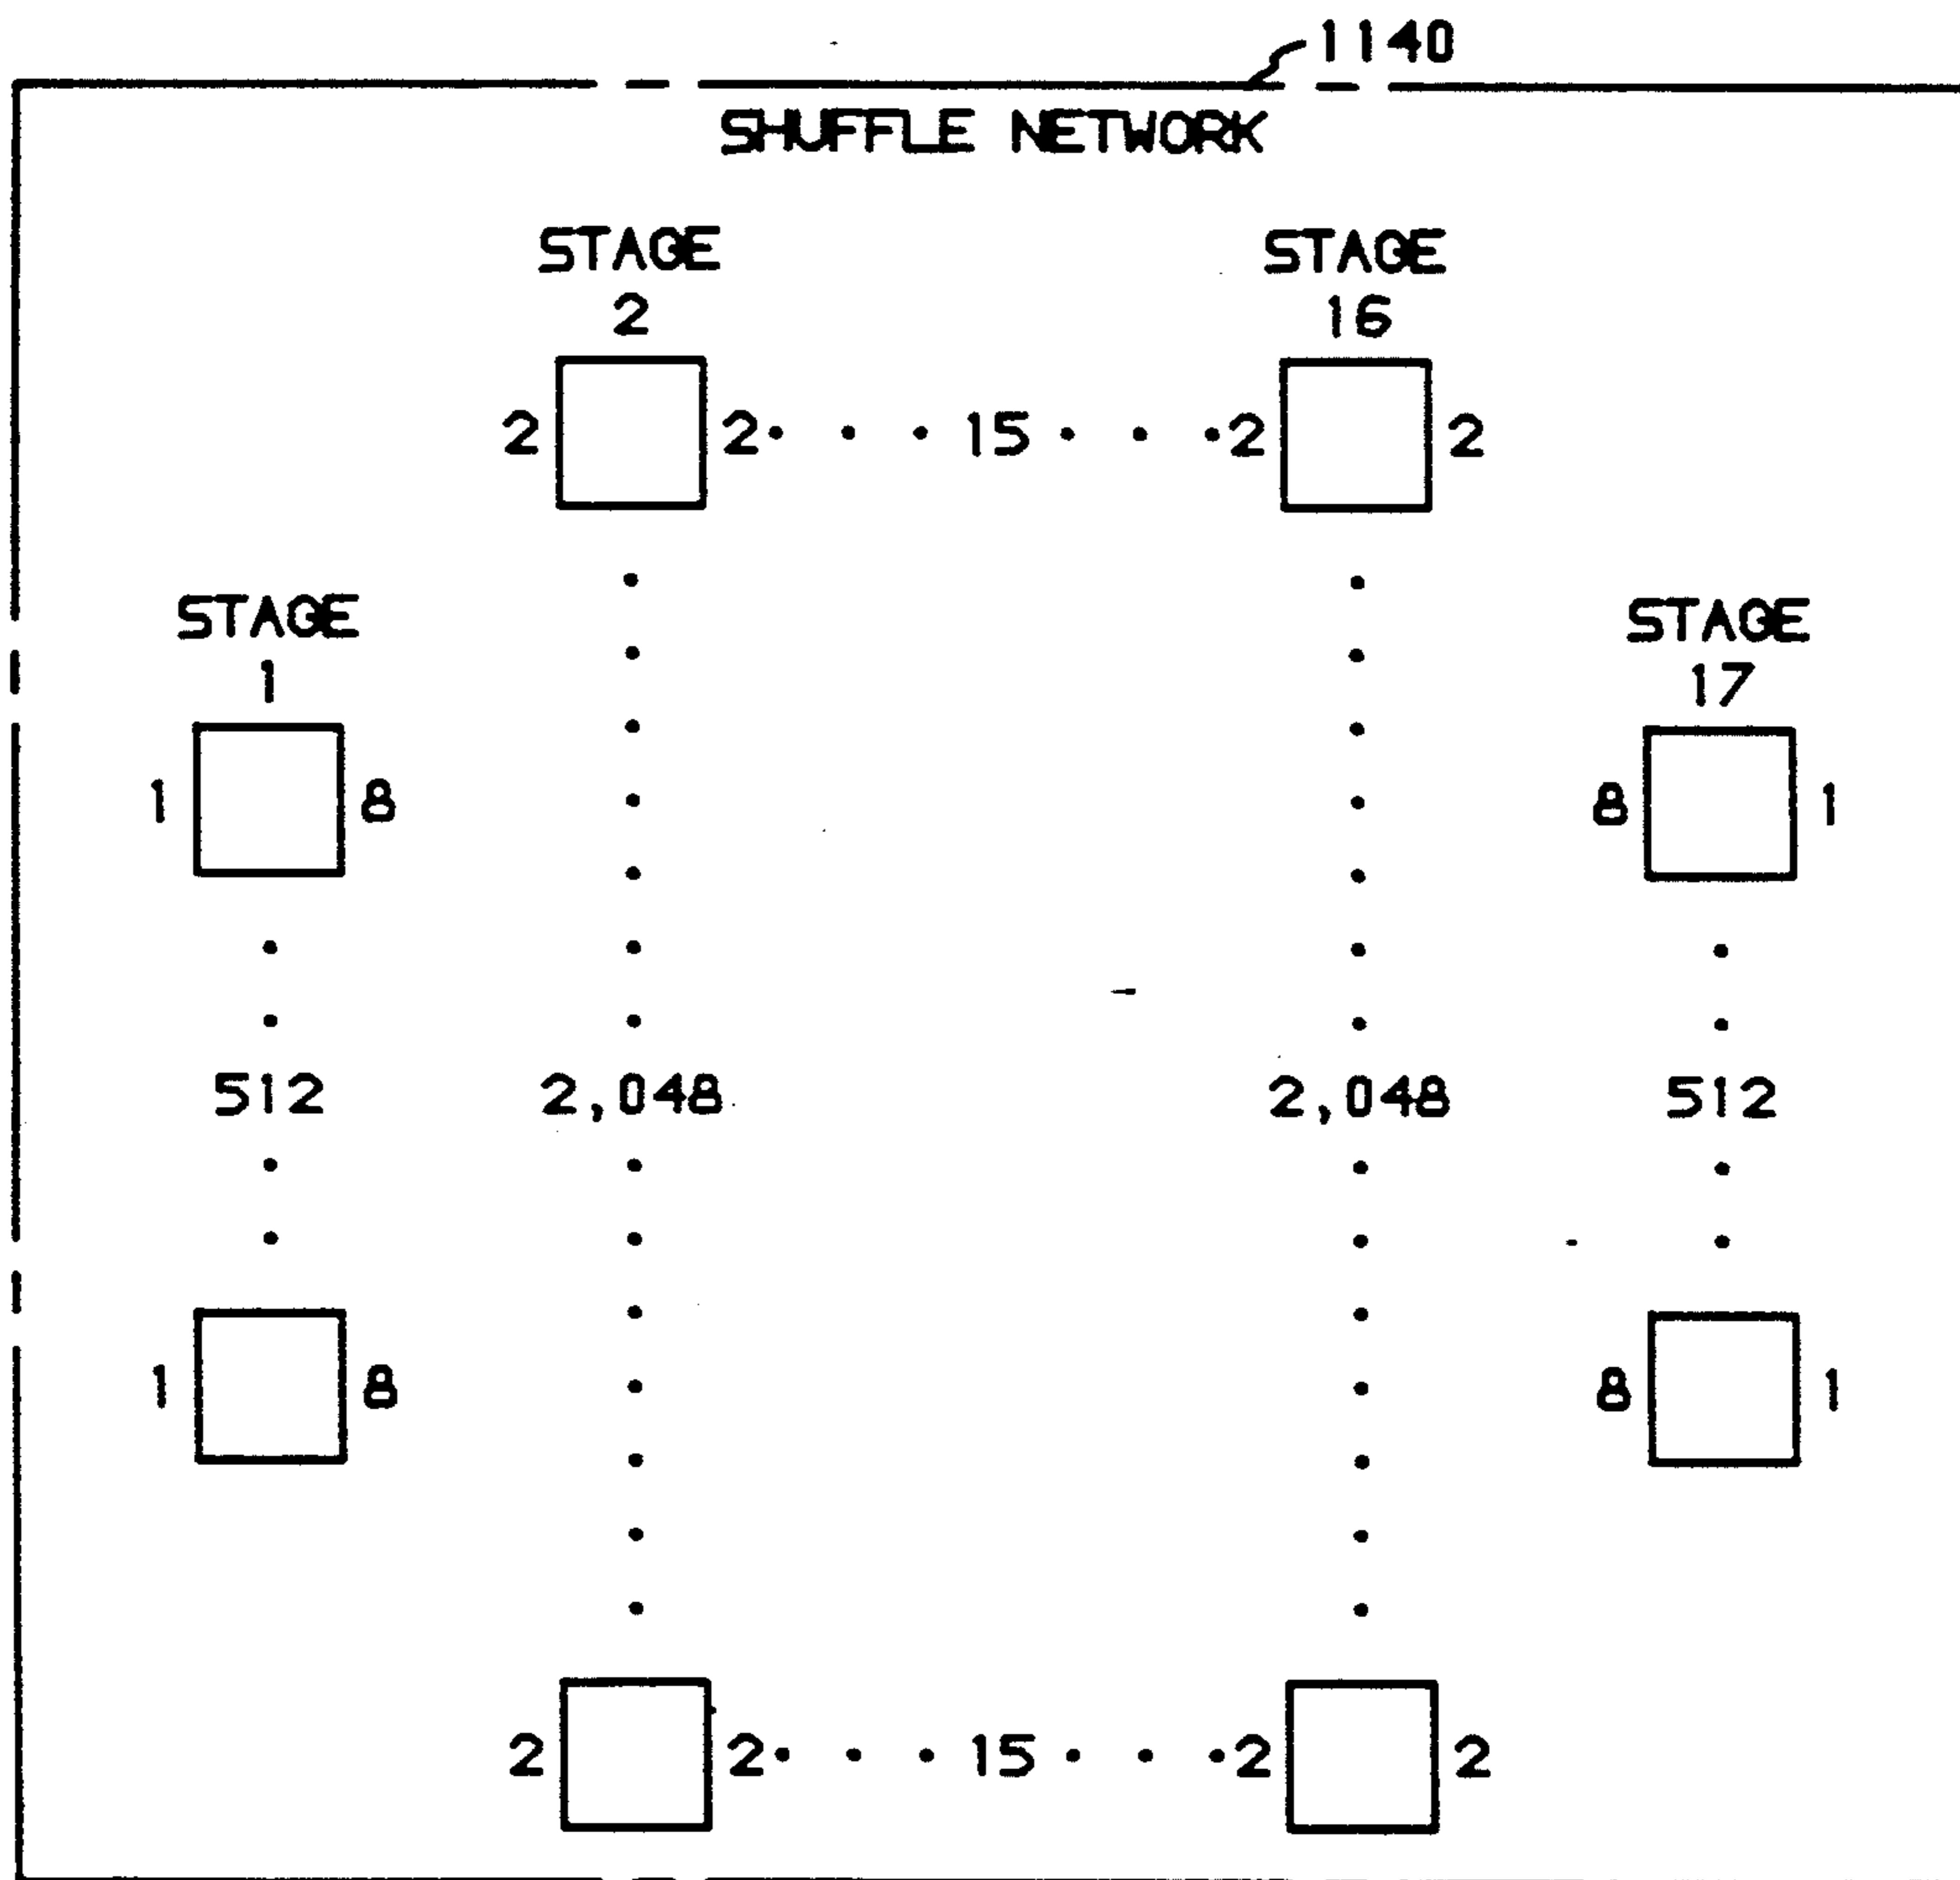 1140
SHUFFLE NETWORK
STAGE
2
STAGE
16
2 2 15 2 2
STAGE
1
STAGE
17
1 8
8 1
512 2,048 2,048 512
1 8
8 1
2 2 15 2 2